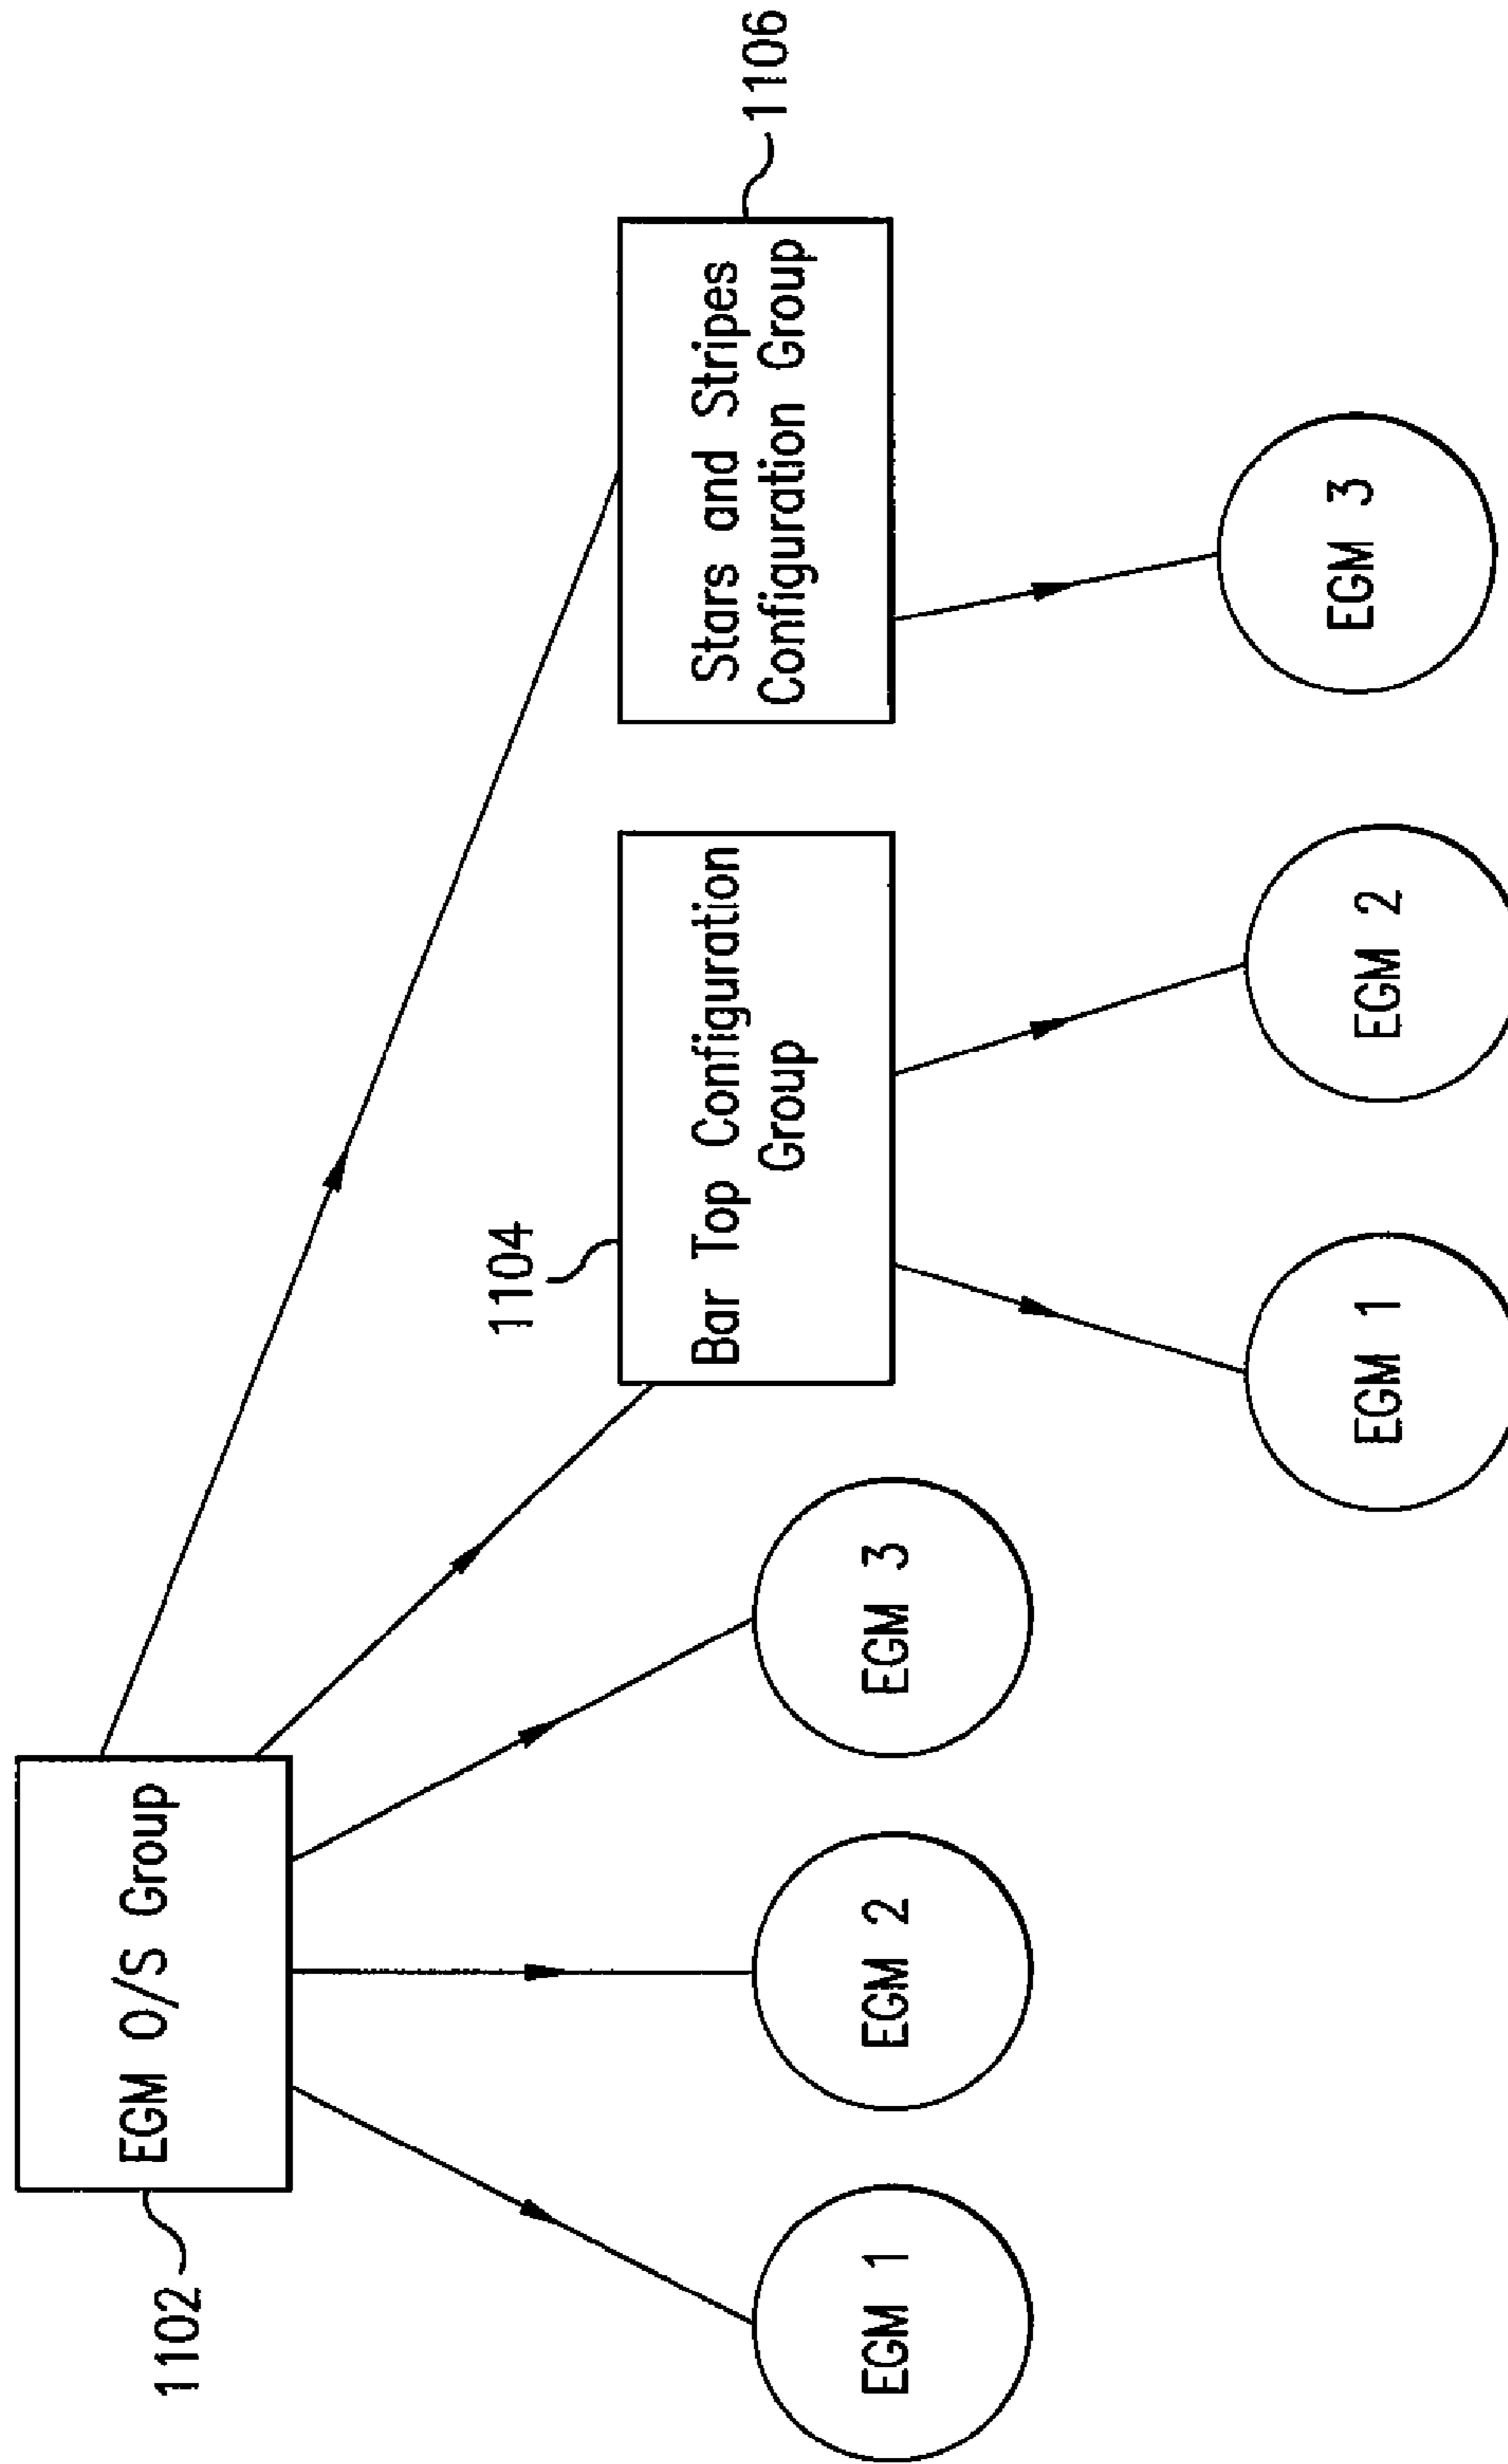 1102
EGM O/S Group
EGM 1
EGM 2
EGM 3
1104
Bar Top Configuration
Group
EGM 1
EGM 2
1106
Stars and Stripes
Configuration Group
EGM 3